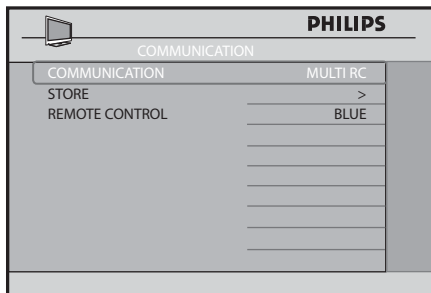 PHILIPS
COMMUNICATION
COMMUNICATION MULTI RC
STORE >
REMOTE CONTROL BLUE